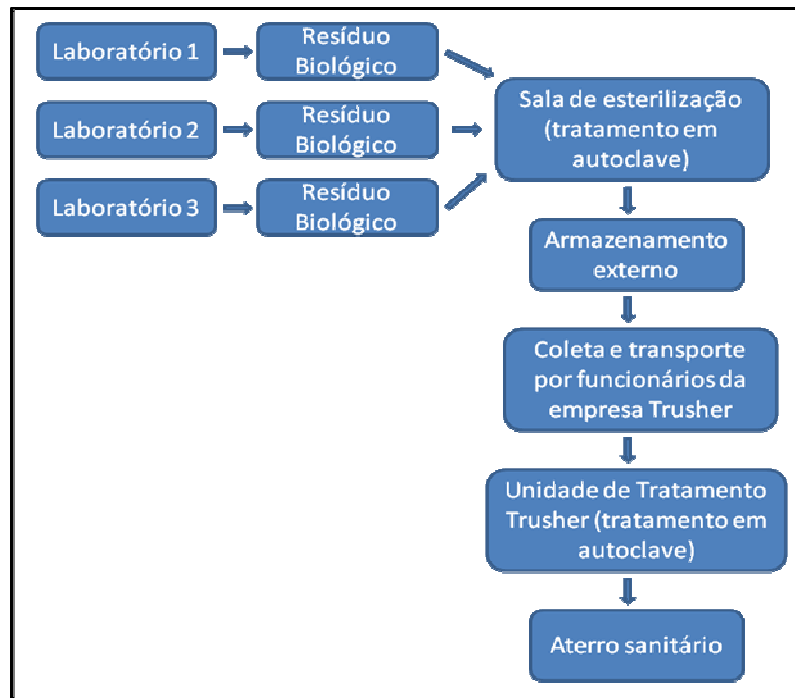 Laboratório 1
Resíduo
Biológico
Laboratório 2
Resíduo
Biológico
Laboratório 3
Resíduo
Biológico
Sala de esterilização
(tratamento em
autoclave)
Armazenamento
externo
Coleta e transporte
por funcionários da
empresa Trusher
Unidade de Tratamento
Trusher (tratamento em
autoclave)
Aterro sanitário